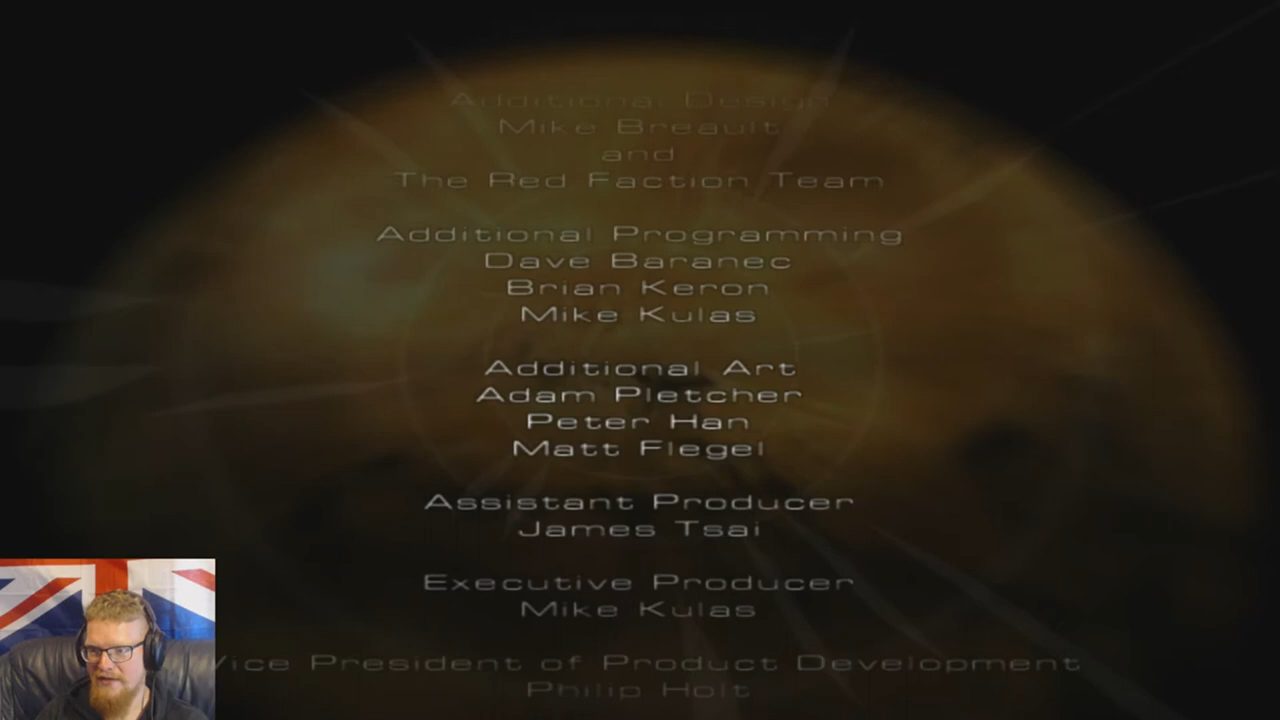 Additional Design
Mike Breault
and
The Red Faction Team
Additional Programming
Dave Baranec
Brian Keron
Mike Kulas
Additional Art
Adam Pletcher
Peter Han
Matt Flegel
Assistant Producer
James Tsai
Executive Producer
Mike Kulas
Vice President of Product Development
Philip Holt